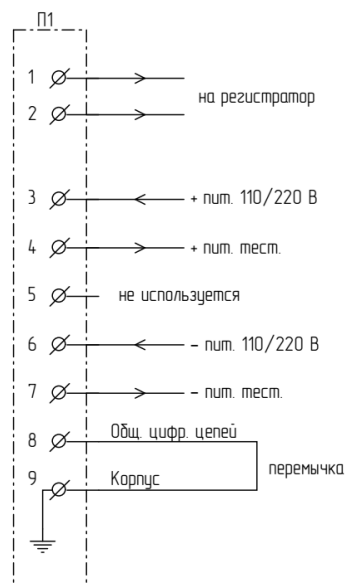 П1
1
2
на регистратор
3 + пит. 110/220 В
4 + пит. тест.
5 не используется
6 – пит. 110/220 В
7 – пит. тест.
8 Общ. цифр. цепей
перемычка
9 Корпус